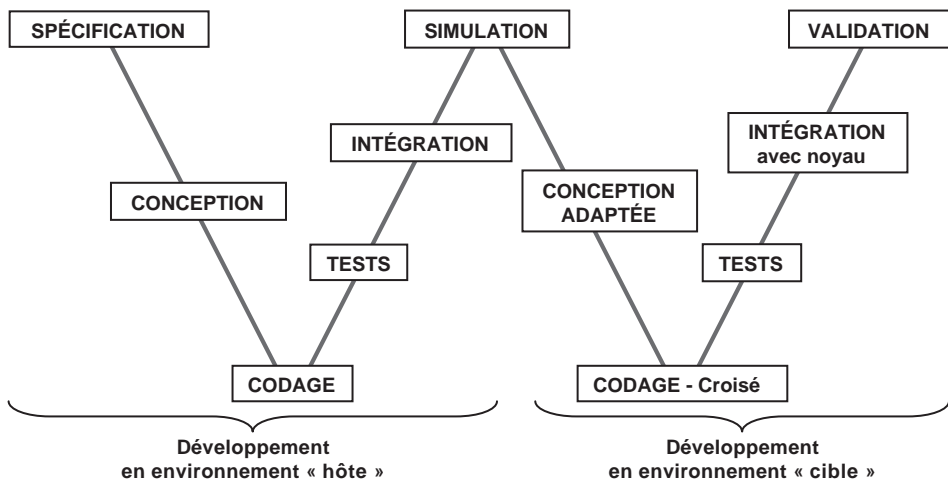 SPÉCIFICATION
SIMULATION
VALIDATION
INTÉGRATION
INTÉGRATION
avec noyau
CONCEPTION
CONCEPTION
ADAPTÉE
TESTS
TESTS
CODAGE
CODAGE - Croisé
Développement
en environnement « hôte »
Développement
en environnement « cible »